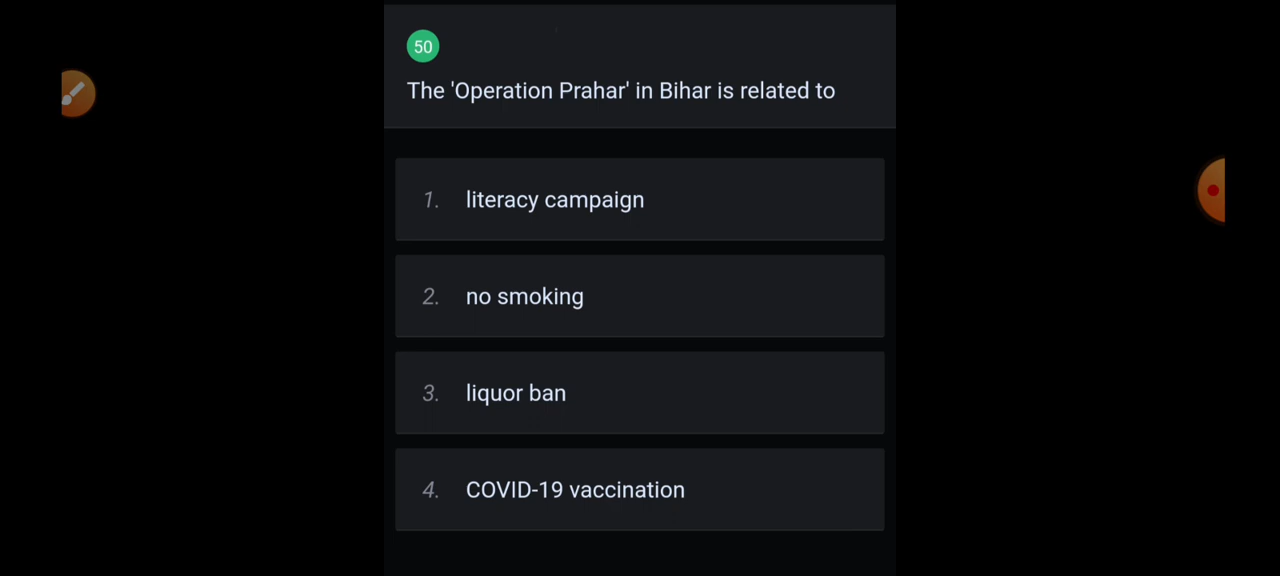 50
The 'Operation Prahar' in Bihar is related to
1. literacy campaign
2. no smoking
3. liquor ban
4. COVID-19 vaccination